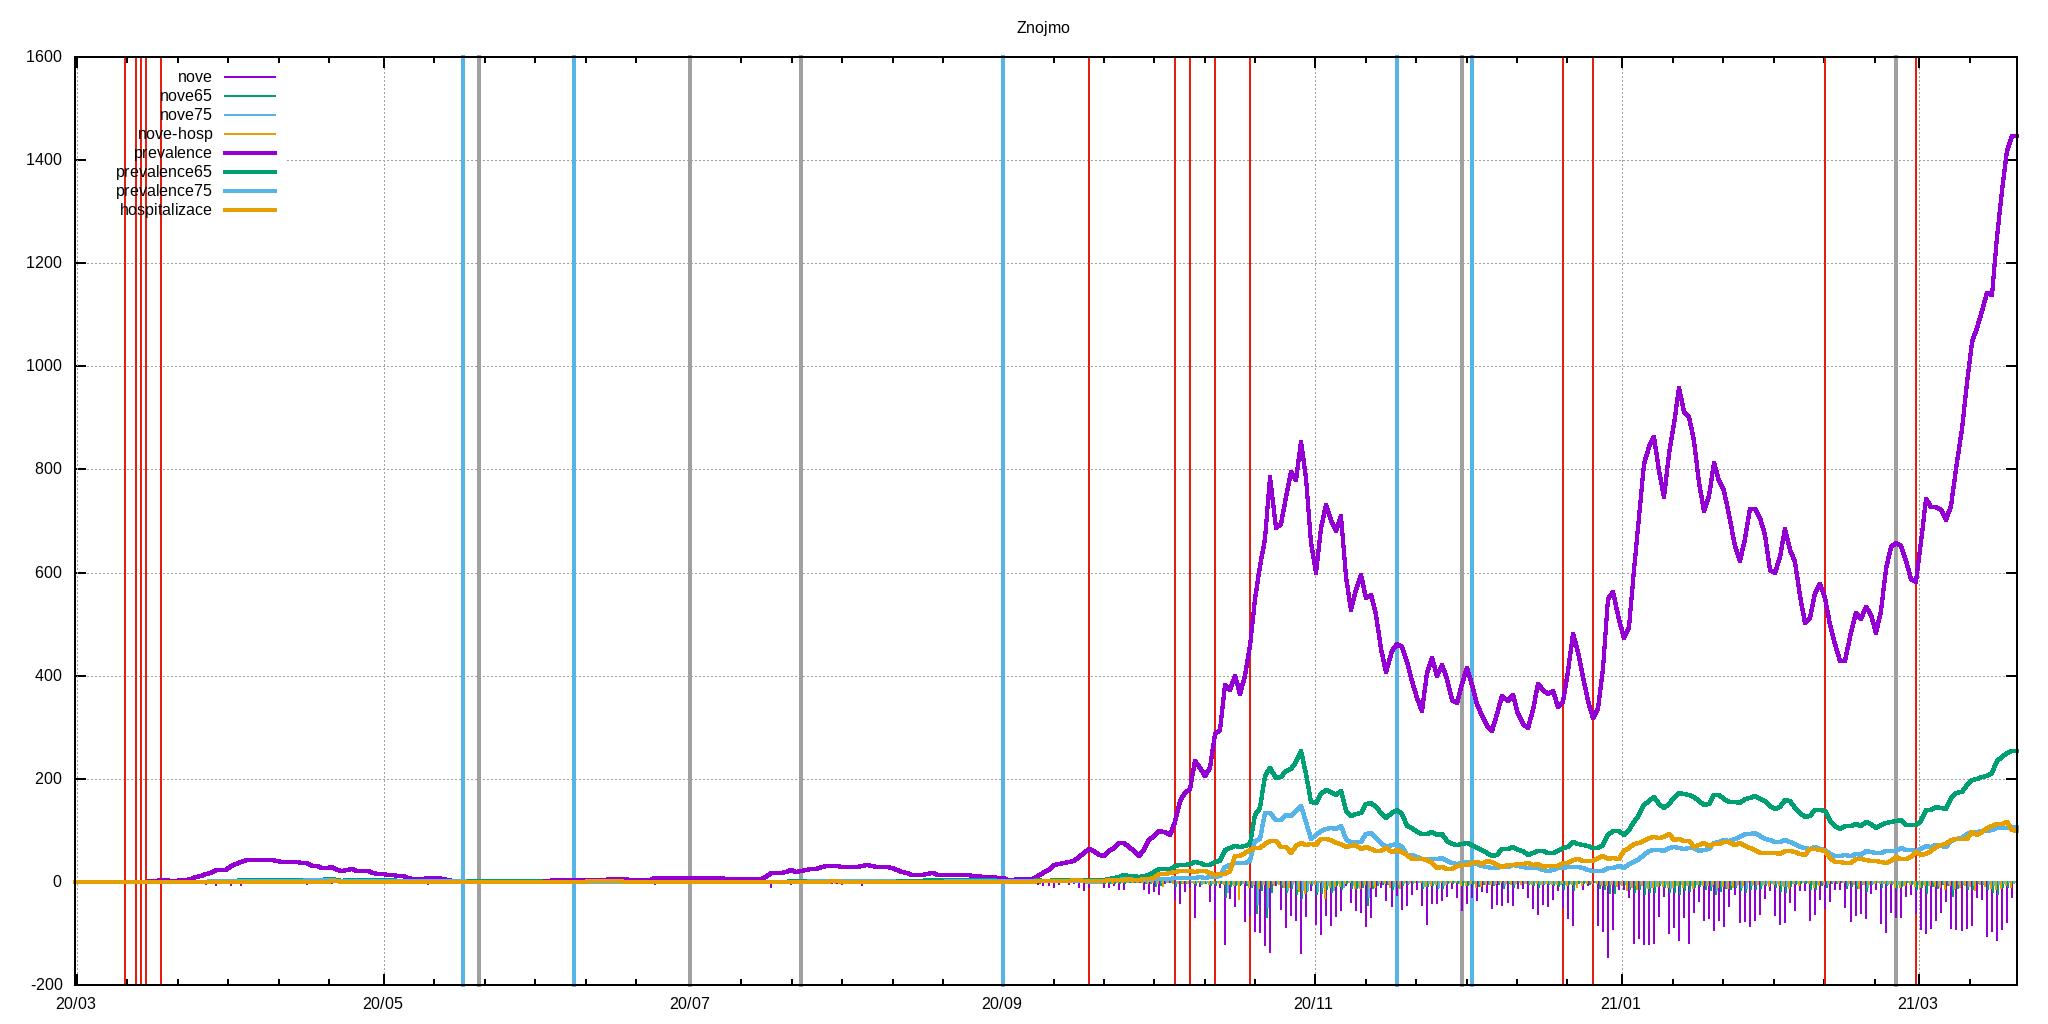 Znojmo
1600
1400
1200
1000
800
600
400
200
0
-200
nove
nove65
nove75
nove-hosp
prevalence
prevalence65
prevalence75
hospitalizace
20/03 20/05 20/07 20/09 20/11 21/01 21/03